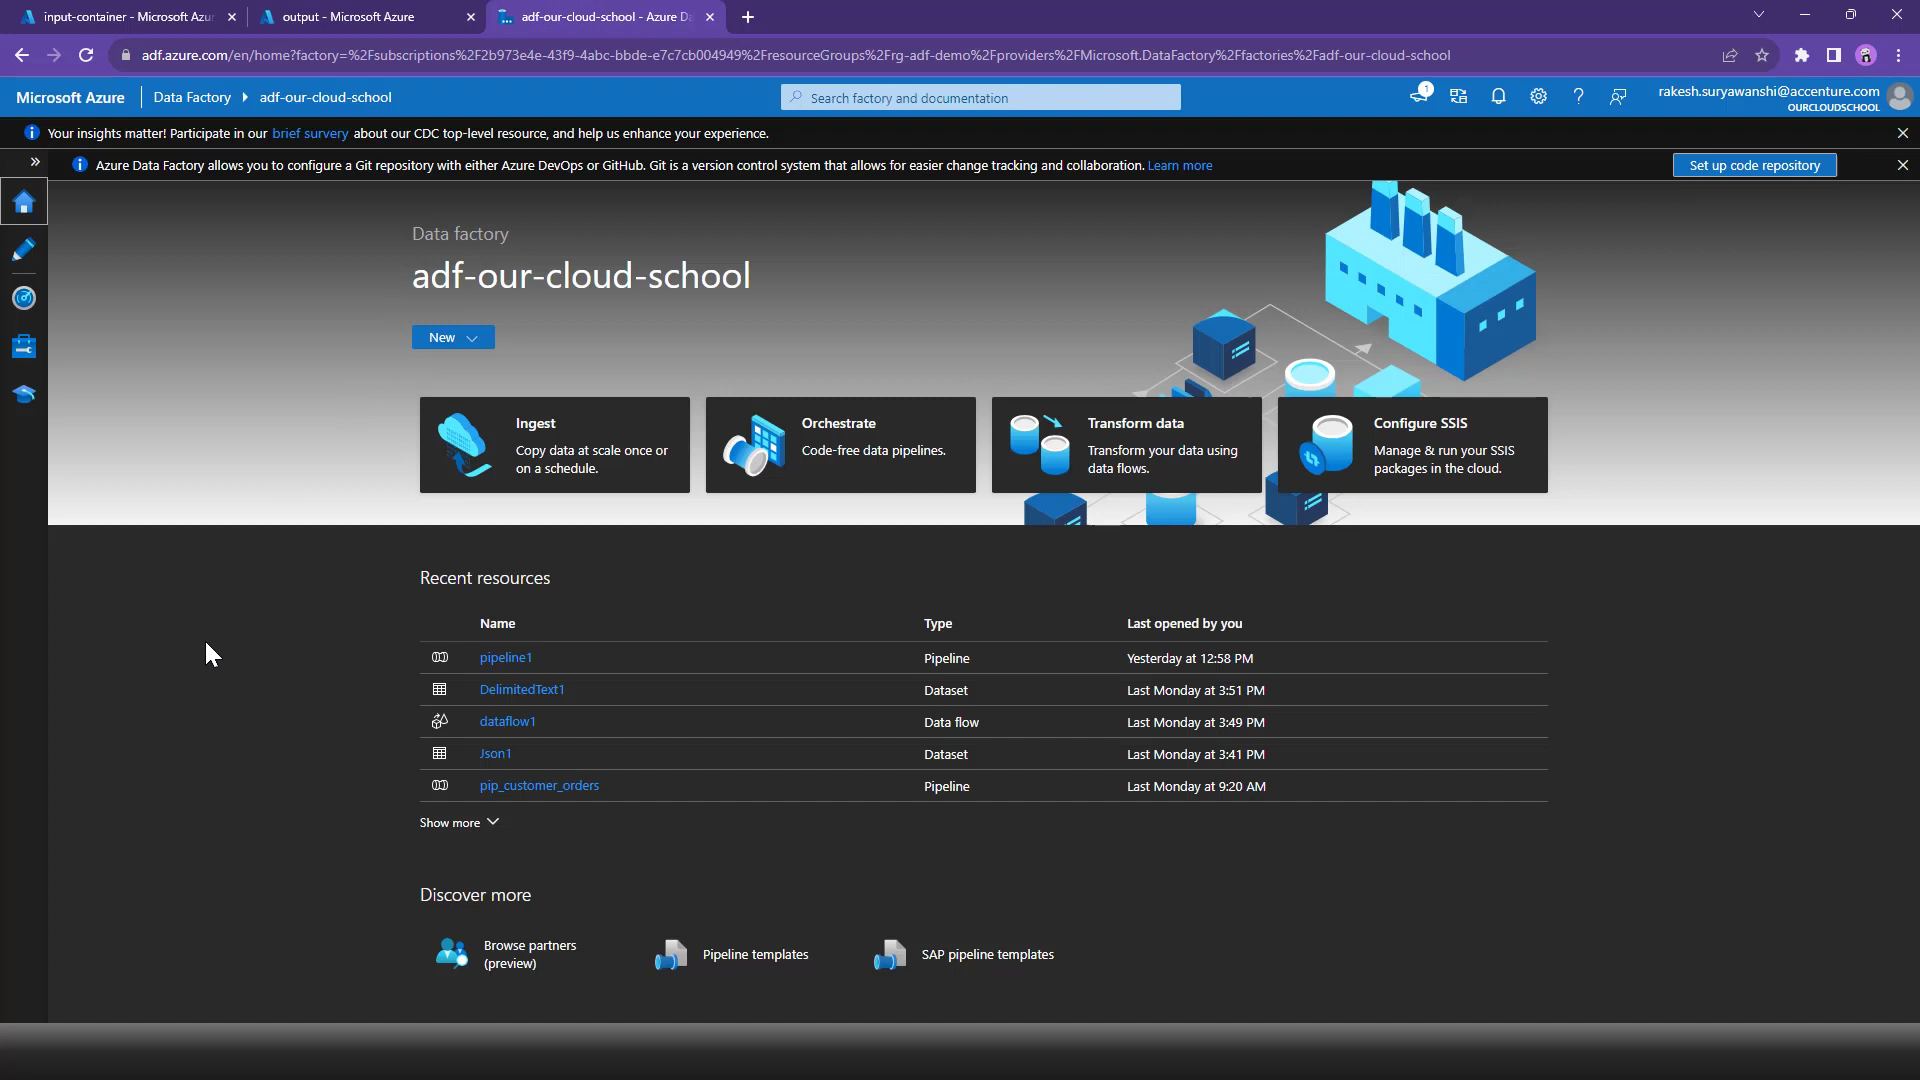 input-container - Microsoft Azu
output - Microsoft Azure
adf-our-cloud-school - Azure Da
adf.azure.com/en/home?factory=%2Fsubscriptions%2F2b973e4e-43f9-4abc-bbde-e7c7cb004949%2FresourceGroups%2Frg-adf-demo%2Fproviders%2FMicrosoft.DataFactory%2Ffactories%2Fadf-our-cloud-school
Microsoft Azure
Data Factory
adf-our-cloud-school
Search factory and documentation
1
rakesh.suryawanshi@accenture.com
OURCLOUDSCHOOL
Your insights matter! Participate in our brief survery about our CDC top-level resource, and help us enhance your experience.
Azure Data Factory allows you to configure a Git repository with either Azure DevOps or GitHub. Git is a version control system that allows for easier change tracking and collaboration. Learn more
Set up code repository
Data factory
adf-our-cloud-school
New
Ingest
Copy data at scale once or
on a schedule.
Orchestrate
Code-free data pipelines.
Transform data
Transform your data using
data flows.
Configure SSIS
Manage & run your SSIS
packages in the cloud.
Recent resources
Name Type Last opened by you
pipeline1 Pipeline Yesterday at 12:58 PM
DelimitedText1 Dataset Last Monday at 3:51 PM
dataflow1 Data flow Last Monday at 3:49 PM
Json1 Dataset Last Monday at 3:41 PM
pip_customer_orders Pipeline Last Monday at 9:20 AM
Show more
Discover more
Browse partners
(preview)
Pipeline templates
SAP pipeline templates